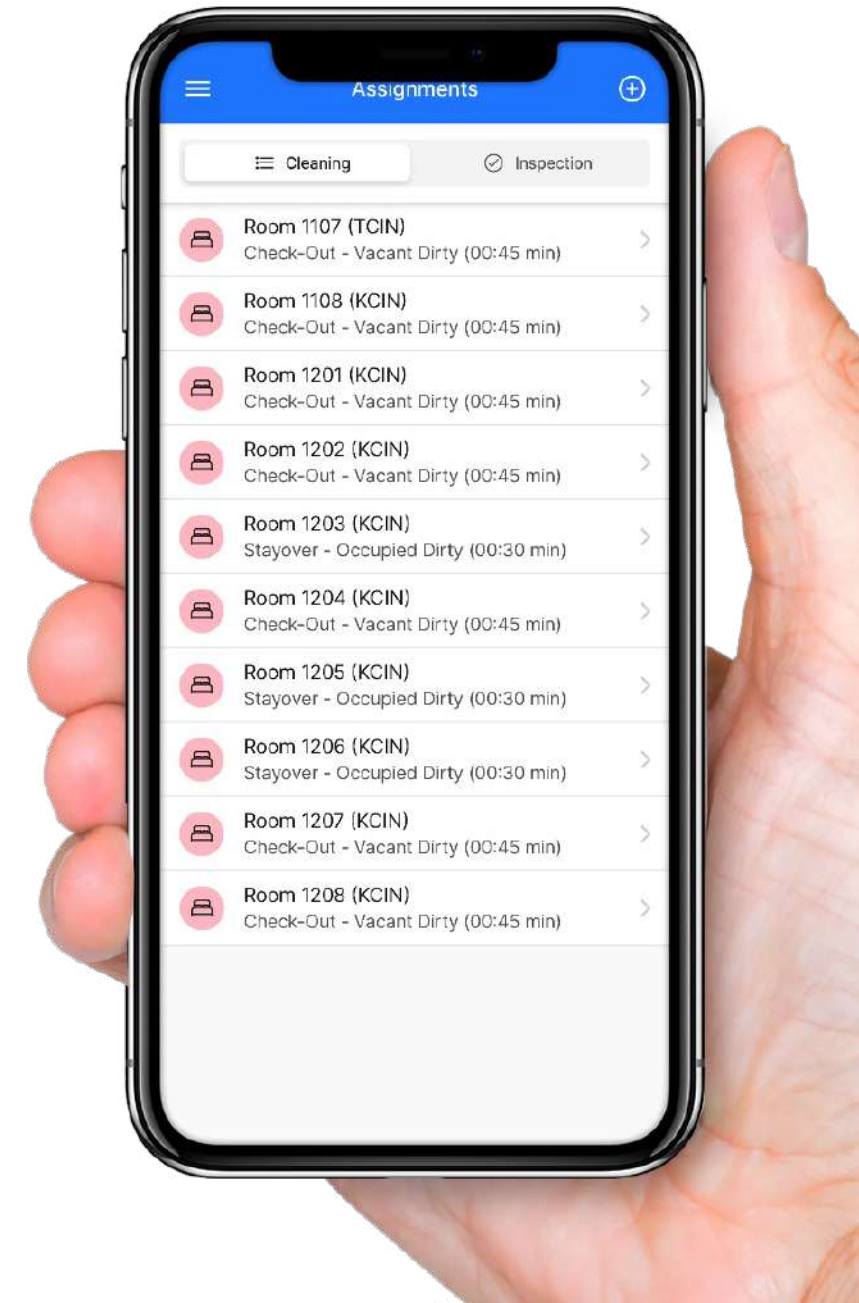 Assignments
Cleaning
Inspection
Room 1107 (TCIN)
Check-Out - Vacant Dirty (00:45 min)
Room 1108 (KCIN)
Check-Out - Vacant Dirty (00:45 min)
Room 1201 (KCIN)
Check-Out - Vacant Dirty (00:45 min)
Room 1202 (KCIN)
Check-Out - Vacant Dirty (00:45 min)
Room 1203 (KCIN)
Stayover - Occupied Dirty (00:30 min)
Room 1204 (KCIN)
Check-Out - Vacant Dirty (00:45 min)
Room 1205 (KCIN)
Stayover - Occupied Dirty (00:30 min)
Room 1206 (KCIN)
Stayover - Occupied Dirty (00:30 min)
Room 1207 (KCIN)
Check-Out - Vacant Dirty (00:45 min)
Room 1208 (KCIN)
Check-Out - Vacant Dirty (00:45 min)